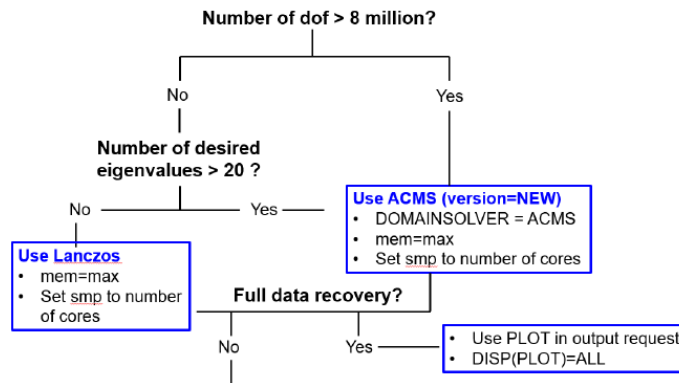 Number of dof > 8 million?
No
Yes
Number of desired
eigenvalues > 20 ?
No
Yes
Use ACMS (version=NEW)
• DOMAINSOLVER = ACMS
• mem=max
• Set smp to number of cores
Use Lanczos
• mem=max
• Set smp to number
of cores
Full data recovery?
No
Yes
• Use PLOT in output request
• DISP(PLOT)=ALL